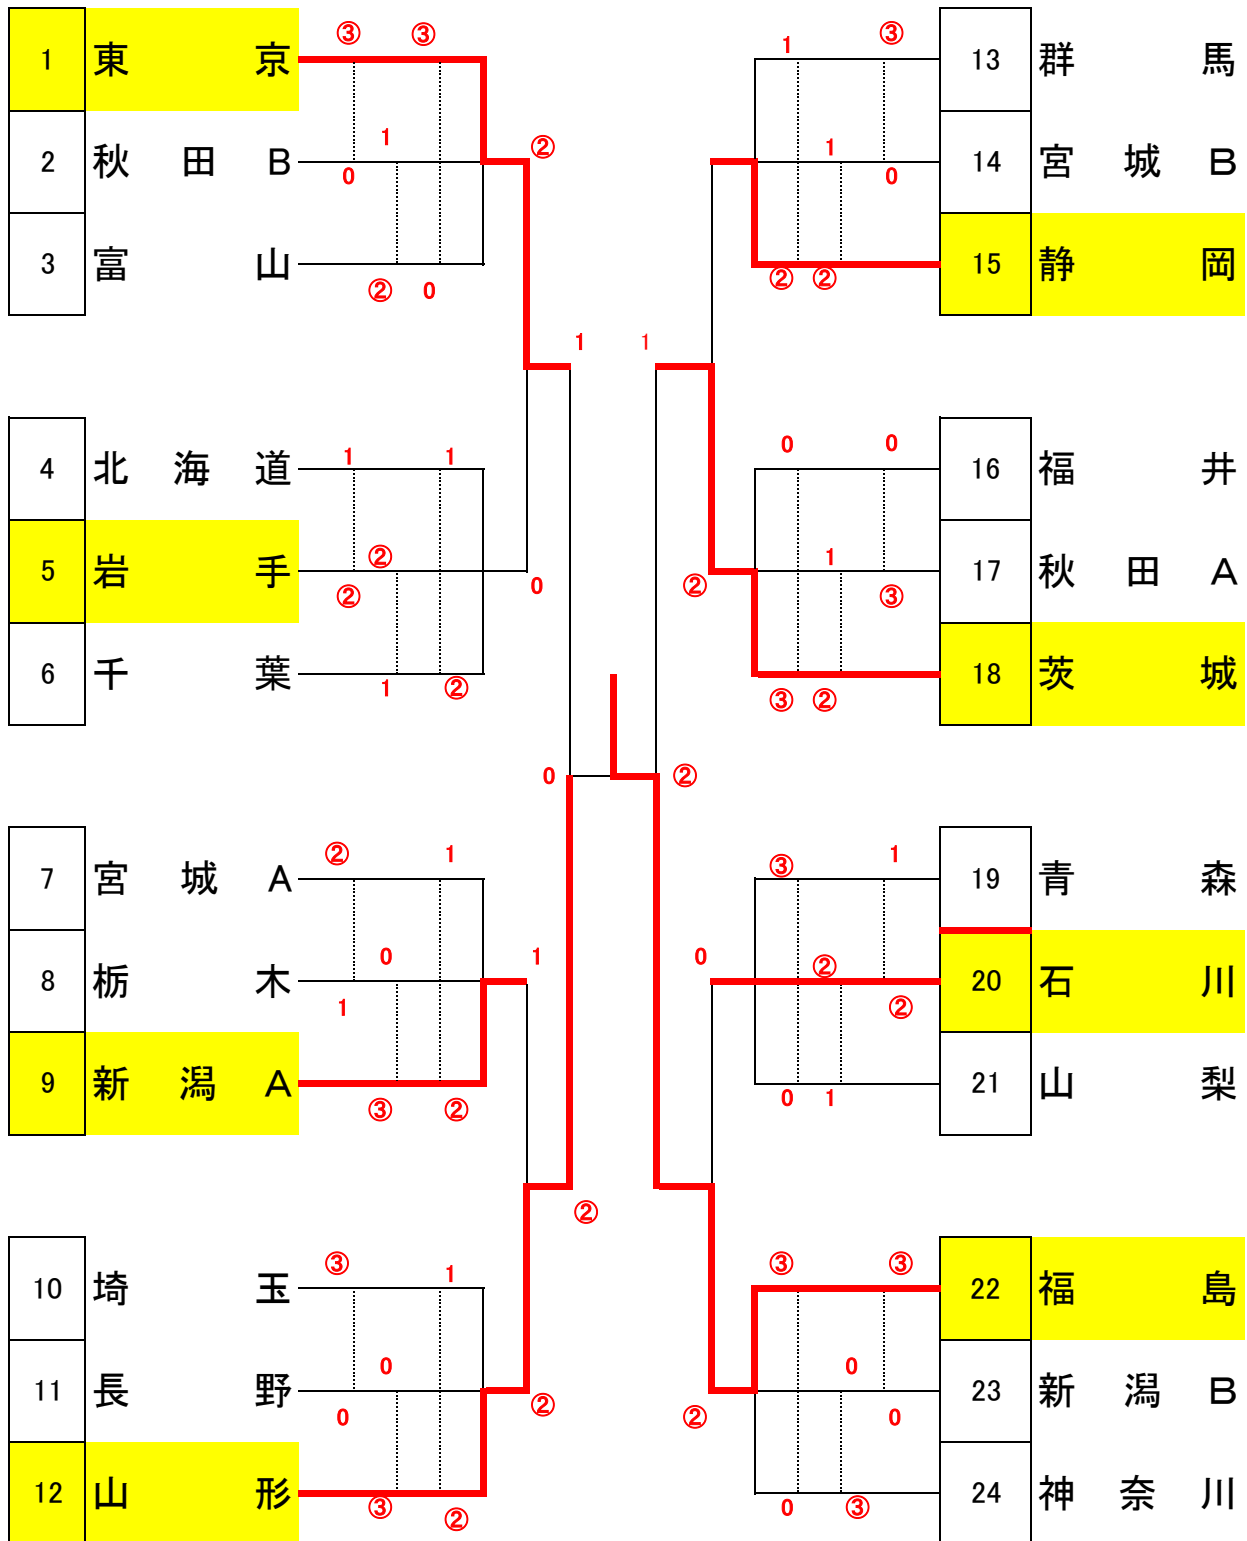 ③ ③
1 東京
1
2 秋田B ②
0
3 富山
② 0
1
4 北海道 1 1
②
5 岩手 0
②
6 千葉
1 ②
0
7 宮城A ② 1
0 1
8 栃木
1
9 新潟A
③ ②
②
10 埼玉 ③ 1
0
11 長野 ②
0
12 山形
③ ②
1 ③
13 群馬
1
14 宮城B
0
15 静岡
② ②
1
0 0
16 福井
1
17 秋田A
② ③
18 茨城
③ ②
②
③ 1
19 青森
0 ②
20 石川
②
21 山梨
0 1
③ ③
22 福島
0
23 新潟B
② 0
24 神奈川
0 ③